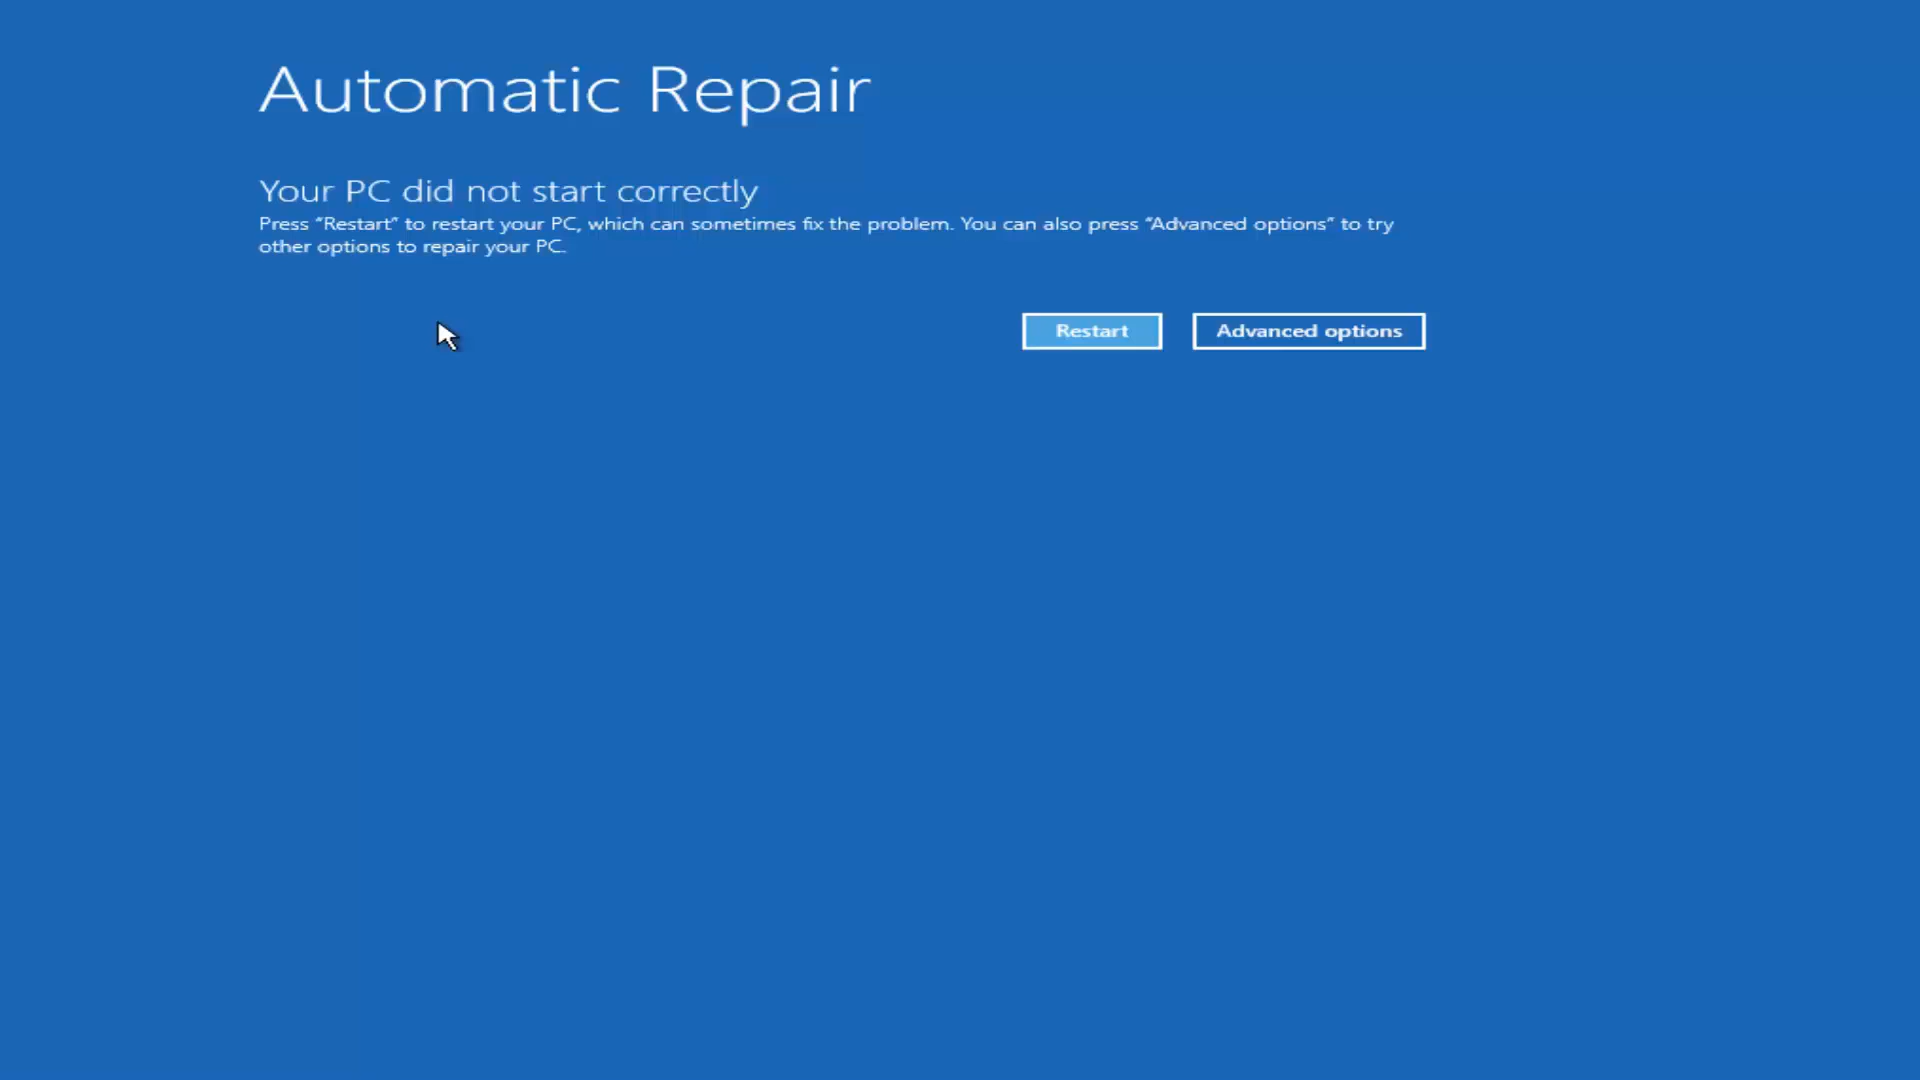 Automatic Repair
Your PC did not start correctly
Press “Restart” to restart your PC, which can sometimes fix the problem. You can also press “Advanced options” to try
other options to repair your PC.
Restart
Advanced options